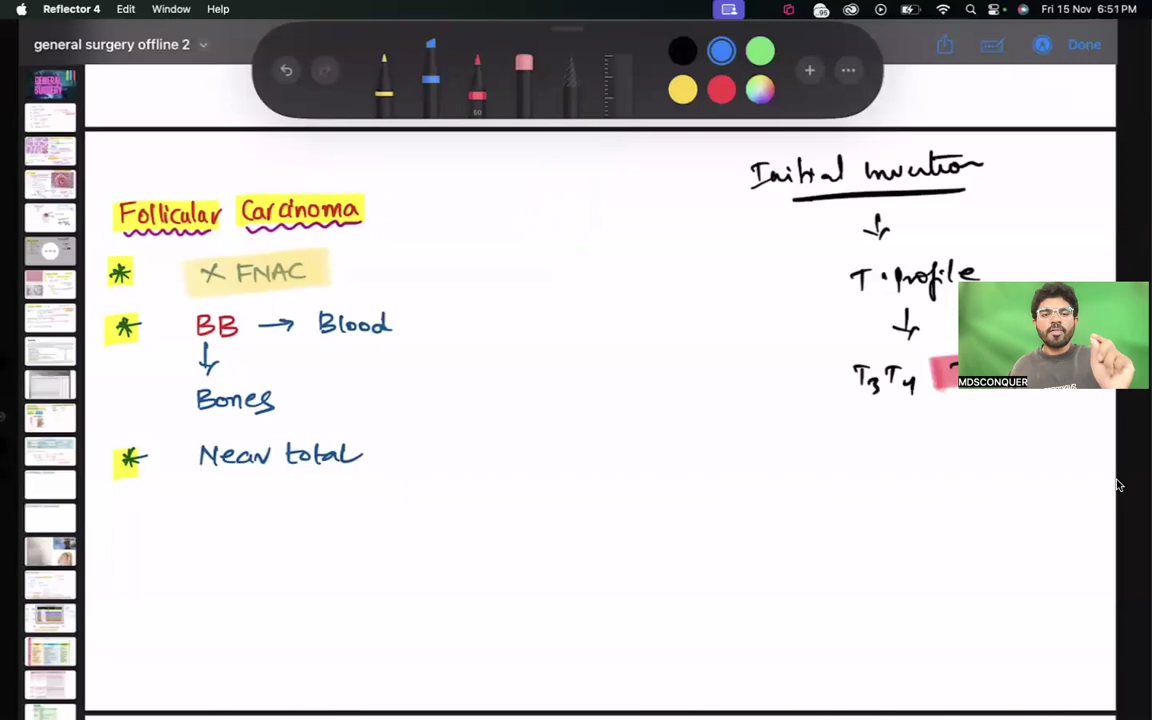 Reflector 4 Edit Window Help
Fri 15 Nov 6:51 PM
general surgery offline 2
Done
Follicular Carcinoma
X FNAC
BB → Blood
Bones
Near total
Initial
T. profile
T3 T4
MDSCONQUER